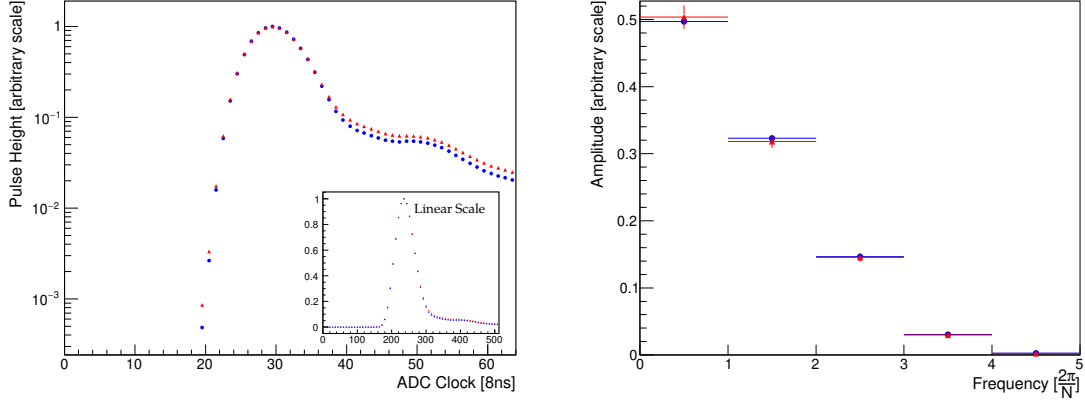 Pulse Height [arbitrary scale]
1
10⁻¹
10⁻²
10⁻³
0 10 20 30 40 50 60
ADC Clock [8ns]
Linear Scale
1
0.8
0.6
0.4
0.2
0
0 100 200 300 400 500
Amplitude [arbitrary scale]
0.5
0.4
0.3
0.2
0.1
0
0 1 2 3 4 5
Frequency [2π/N]